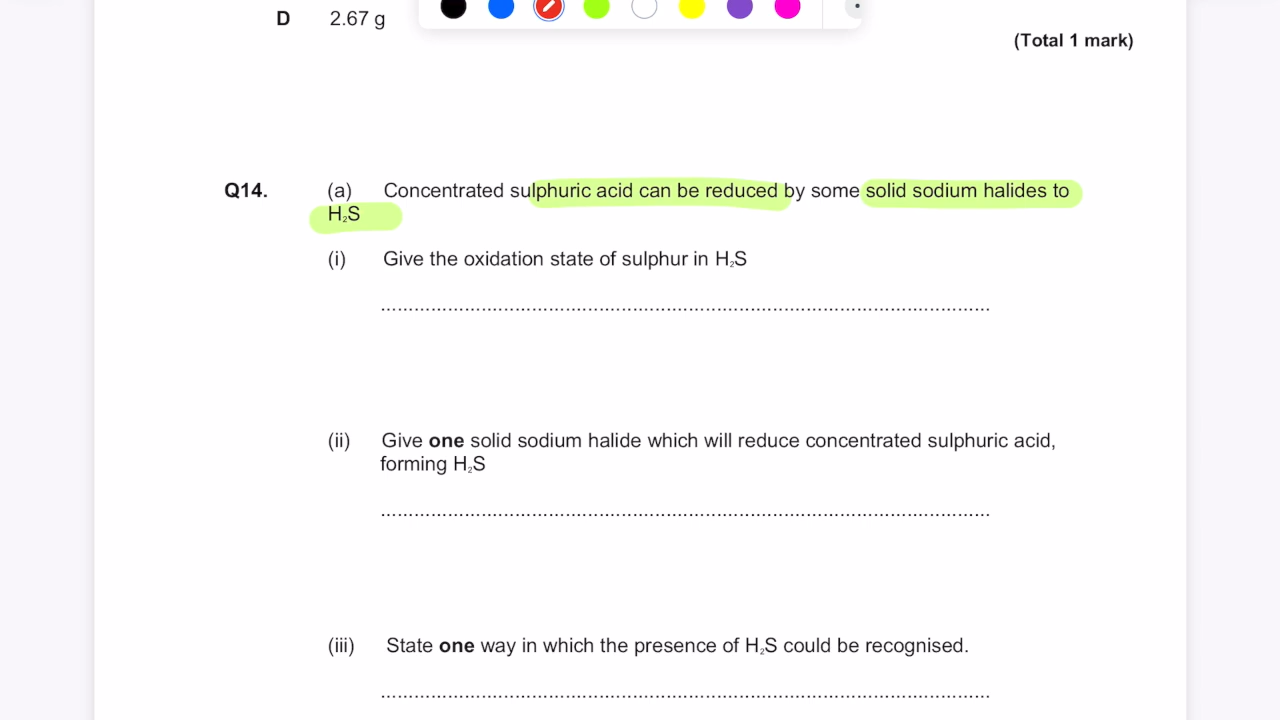 D 2.67 g
(Total 1 mark)
Q14. (a) Concentrated sulphuric acid can be reduced by some solid sodium halides to
H₂S
(i) Give the oxidation state of sulphur in H₂S
................................................................................................................
(ii) Give one solid sodium halide which will reduce concentrated sulphuric acid,
forming H₂S
................................................................................................................
(iii) State one way in which the presence of H₂S could be recognised.
................................................................................................................